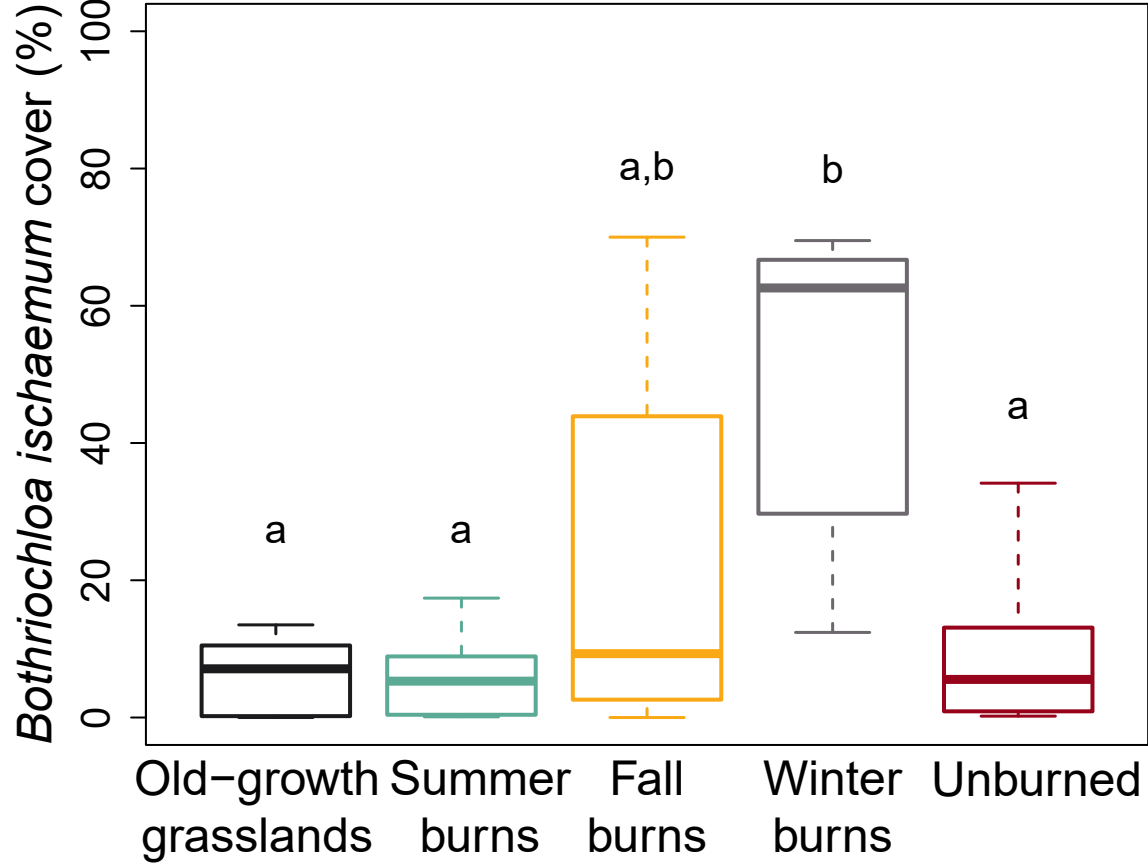 Bothriochloa ischaemum cover (%)
100
80
60
40
20
0
a
a
a,b
b
a
Old−growth grasslands
Summer burns
Fall burns
Winter burns
Unburned